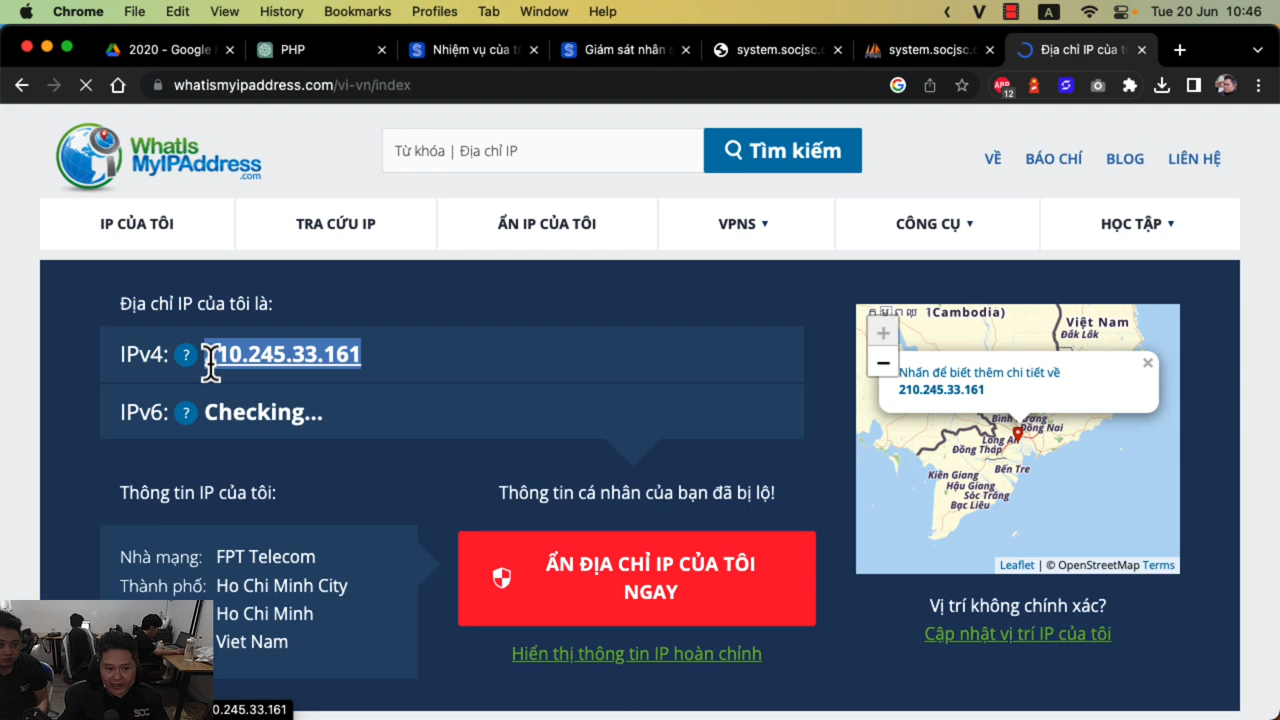 Chrome File Edit View History Bookmarks Profiles Tab Window Help
A
Tue 20 Jun 10:46
2020 - Google
PHP
Nhiệm vụ của
Giám sát nhân
system.socjsc.
system.socjsc.
Địa chỉ IP của
whatismyipaddress.com/vi-vn/index
12
WhatIs
MyIPAddress
.com
Từ khóa | Địa chỉ IP
Tìm kiếm
VỀ
BÁO CHÍ
BLOG
LIÊN HỆ
IP CỦA TÔI
TRA CỨU IP
ẨN IP CỦA TÔI
VPNS
CÔNG CỤ
HỌC TẬP
Địa chỉ IP của tôi là:
IPv4: ? 210.245.33.161
IPv6: ? Checking...
Thông tin IP của tôi:
Nhà mạng: FPT Telecom
Thành phố: Ho Chi Minh City
Ho Chi Minh
Viet Nam
Thông tin cá nhân của bạn đã bị lộ!
ẨN ĐỊA CHỈ IP CỦA TÔI
NGAY
Hiển thị thông tin IP hoàn chỉnh
(Cambodia)
Việt Nam
Đắk Lắk
+
−
Nhấn để biết thêm chi tiết về
210.245.33.161
×
Đồng Nai
Long An
Đồng Tháp
Bến Tre
Kiên Giang
Hậu Giang
Sóc Trăng
Bạc Liêu
Leaflet | © OpenStreetMap Terms
Vị trí không chính xác?
Cập nhật vị trí IP của tôi
0.245.33.161